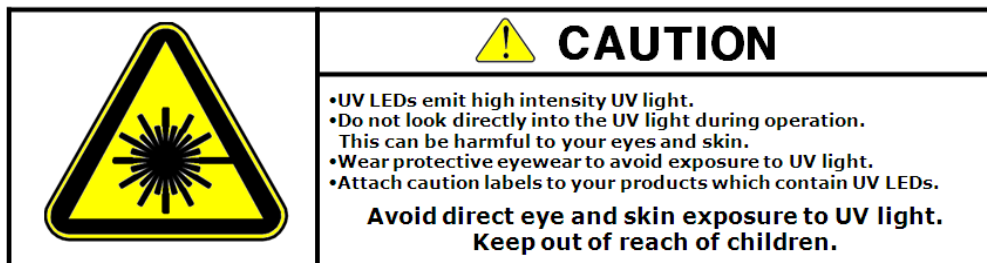 CAUTION
•UV LEDs emit high intensity UV light.
•Do not look directly into the UV light during operation.
This can be harmful to your eyes and skin.
•Wear protective eyewear to avoid exposure to UV light.
•Attach caution labels to your products which contain UV LEDs.
Avoid direct eye and skin exposure to UV light.
Keep out of reach of children.